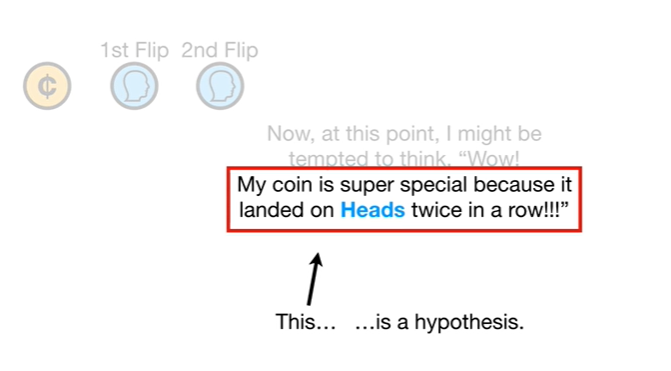 1st Flip 2nd Flip
¢
Now, at this point, I might be
tempted to think, “Wow!
My coin is super special because it
landed on Heads twice in a row!!!”
This… …is a hypothesis.